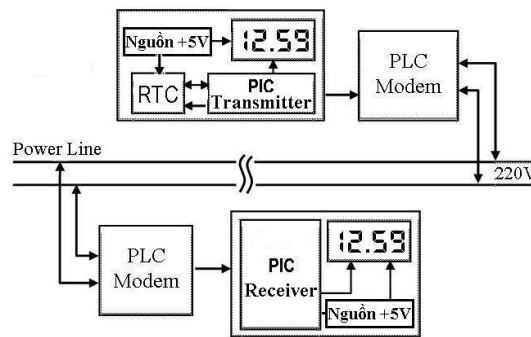 Nguồn +5V
12.59
RTC
PIC
Transmitter
PLC
Modem
Power Line
220V
PLC
Modem
PIC
Receiver
12.59
Nguồn +5V